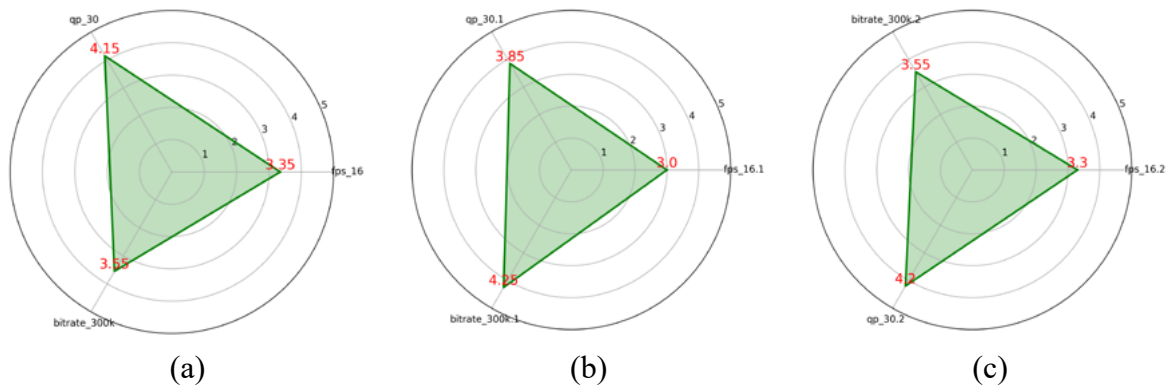 qp_30
4.15
5
4
3
2
1
3.35
fps_16
3.55
bitrate_300k
(a)
qp_30.1
3.85
5
4
3
2
1
3.0
fps_16.1
4.25
bitrate_300k.1
(b)
bitrate_300k.2
3.55
5
4
3
2
1
3.3
fps_16.2
4.2
qp_30.2
(c)